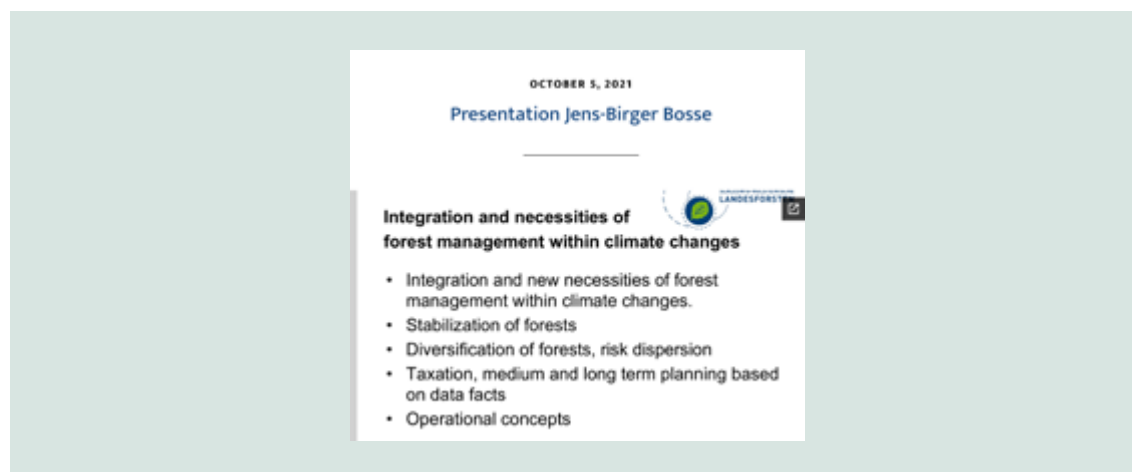 OCTOBER 5, 2021
Presentation Jens-Birger Bosse
LANDESFORSTEN
Integration and necessities of
forest management within climate changes
• Integration and new necessities of forest
management within climate changes.
• Stabilization of forests
• Diversification of forests, risk dispersion
• Taxation, medium and long term planning based
on data facts
• Operational concepts